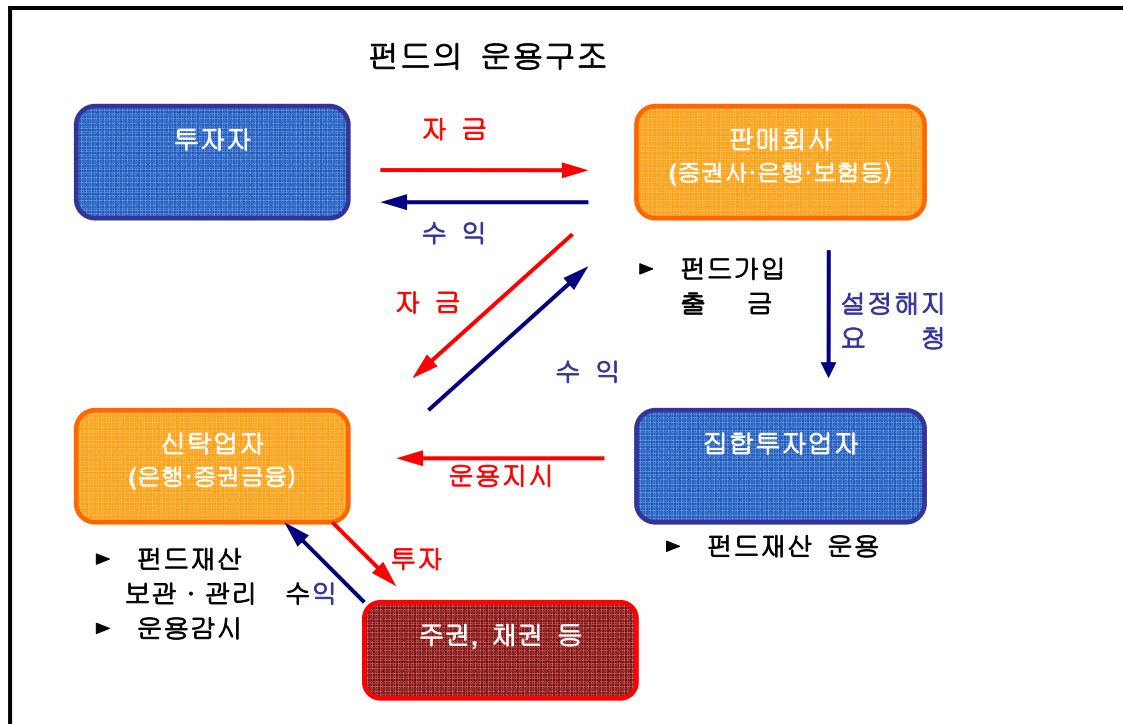 펀드의 운용구조
투자자
자 금
수 익
판매회사
(증권사·은행·보험등)
► 펀드가입
출 금
설정해지
요 청
자 금
수 익
신탁업자
(은행·증권금융)
운용지시
집합투자업자
► 펀드재산 운용
► 펀드재산
보관 · 관리
► 운용감시
수익
투자
주권, 채권 등